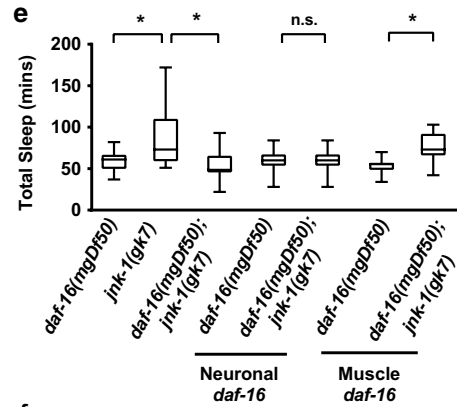 e
* * n.s. *
Total Sleep (mins)
200
150
100
50
0
daf-16(mgDf50)
jnk-1(gk7)
daf-16(mgDf50);
jnk-1(gk7)
daf-16(mgDf50)
daf-16(mgDf50);
jnk-1(gk7)
daf-16(mgDf50)
daf-16(mgDf50);
jnk-1(gk7)
Neuronal
daf-16
Muscle
daf-16